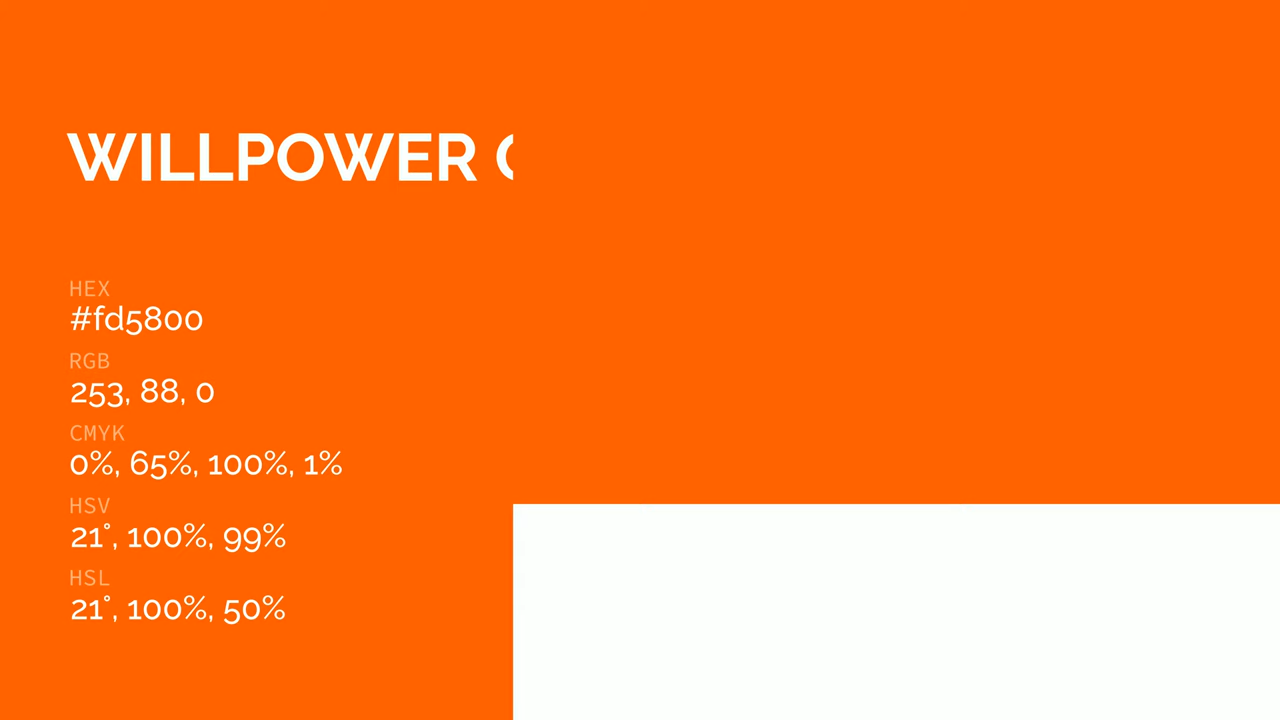 WILLPOWER
HEX
#fd5800
RGB
253, 88, 0
CMYK
0%, 65%, 100%, 1%
HSV
21°, 100%, 99%
HSL
21°, 100%, 50%